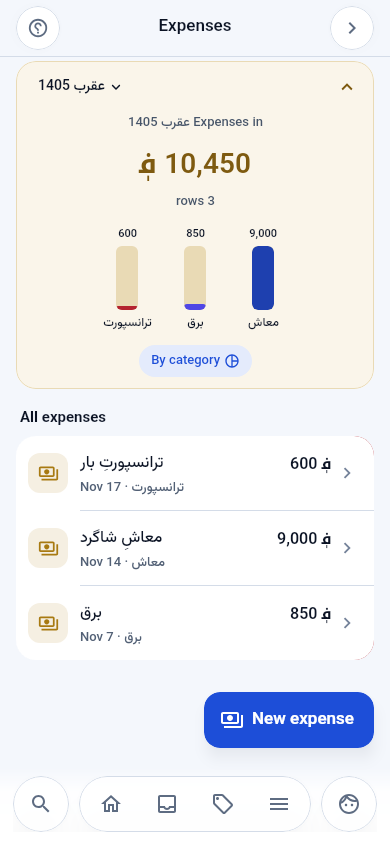 Expenses
عقرب 1405
Expenses in عقرب 1405
10,450 ؋
3 rows
600
850
9,000
ترانسپورت
برق
معاش
By category
All expenses
ترانسپورتِ بار
600 ؋
Nov 17 · ترانسپورت
معاشِ شاگرد
9,000 ؋
Nov 14 · معاش
برق
850 ؋
Nov 7 · برق
New expense